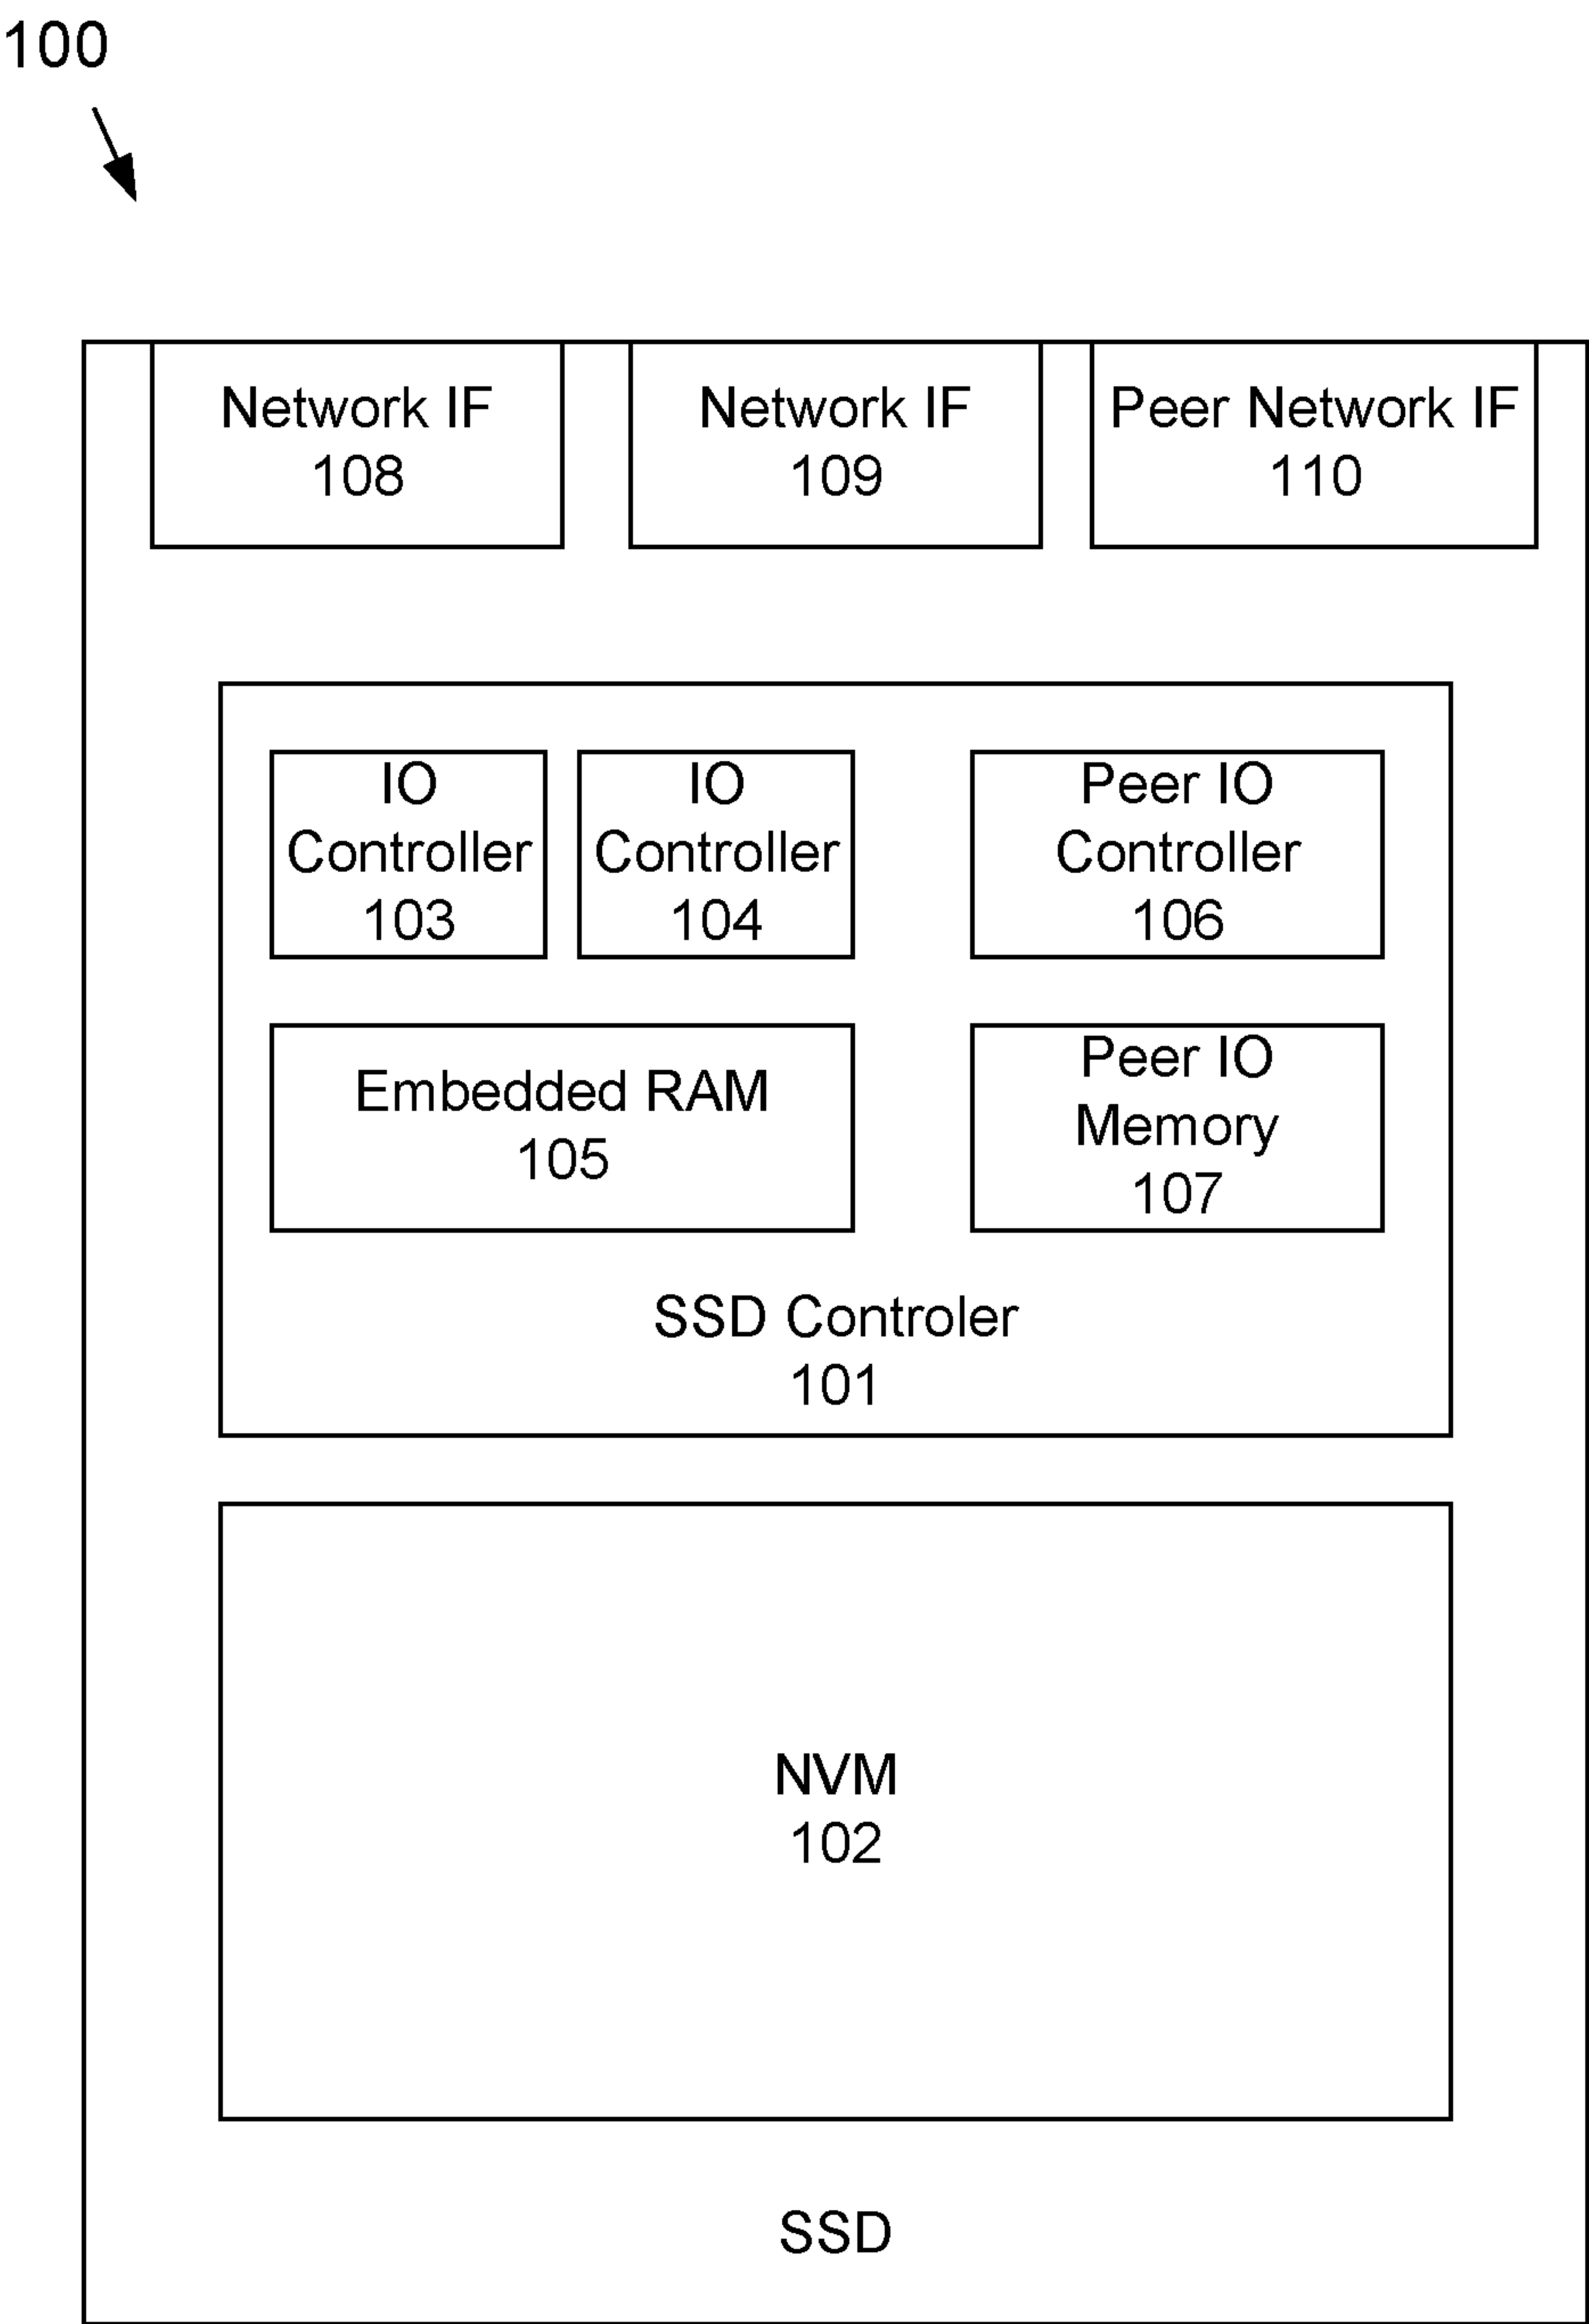 100
Network IF
108
Network IF
109
Peer Network IF
110
IO
Controller
103
IO
Controller
104
Peer IO
Controller
106
Embedded RAM
105
Peer IO
Memory
107
SSD Controler
101
NVM
102
SSD